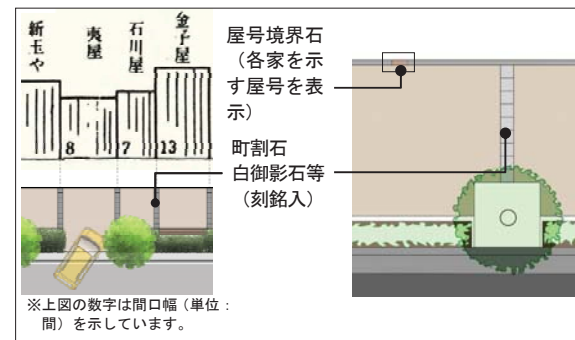 新玉や
夷屋
石川屋
金子屋
8
7
13
屋号境界石
（各家を示
す屋号を表
示）
町割石
白御影石等
（刻銘入）
※上図の数字は間口幅（単位：
間）を示しています。